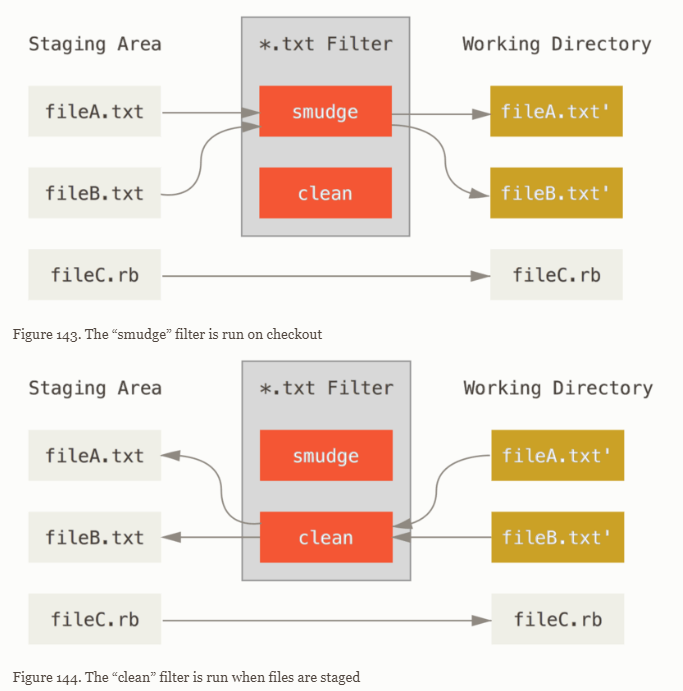 Staging Area
*.txt Filter
Working Directory
fileA.txt
smudge
fileA.txt'
fileB.txt
clean
fileB.txt'
fileC.rb
fileC.rb
Figure 143. The “smudge” filter is run on checkout
Staging Area
*.txt Filter
Working Directory
fileA.txt
smudge
fileA.txt'
fileB.txt
clean
fileB.txt'
fileC.rb
fileC.rb
Figure 144. The “clean” filter is run when files are staged